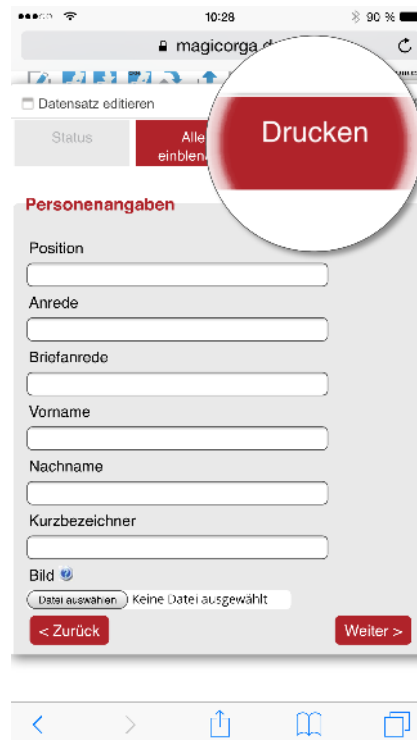 10:28
90 %
magicorga.d
Datensatz editieren
Status
Alle
einblen
Drucken
Personenangaben
Position
Anrede
Briefanrede
Vorname
Nachname
Kurzbezeichner
Bild
Datei auswählen Keine Datei ausgewählt
< Zurück
Weiter >